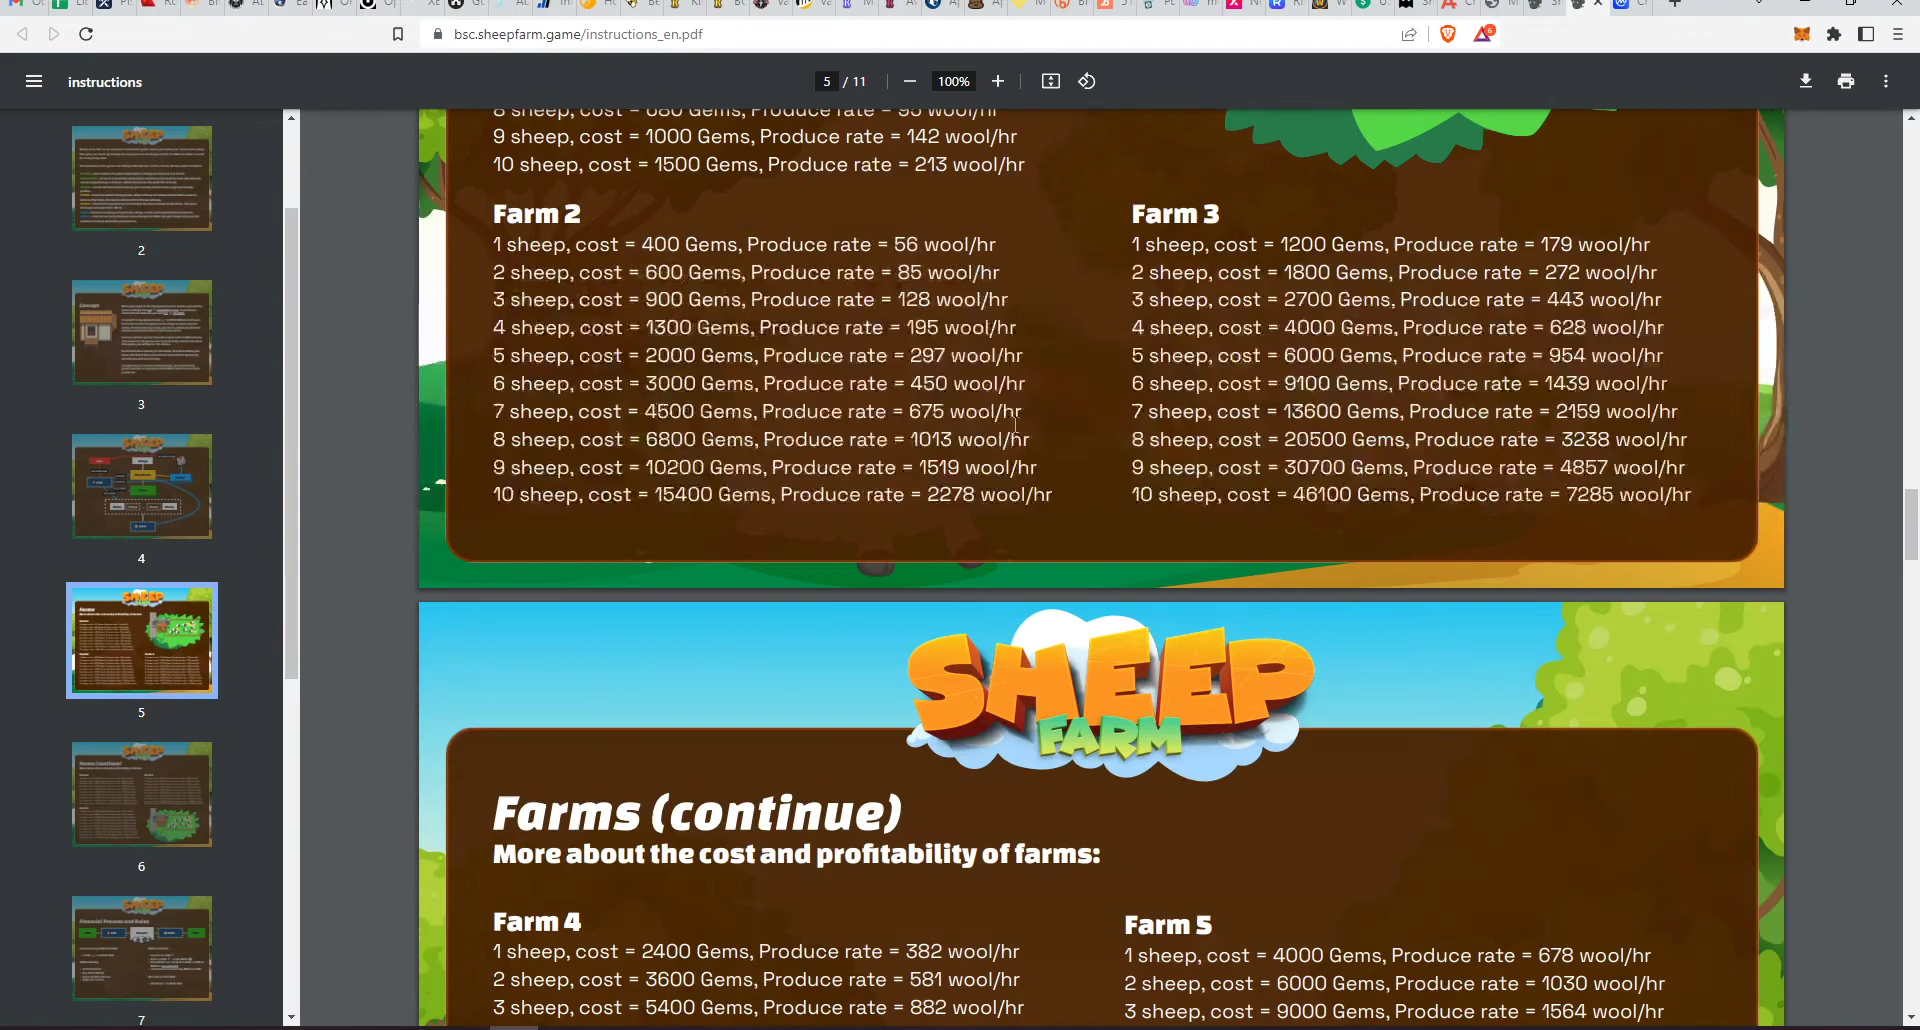 bsc.sheepfarm.game/instructions_en.pdf
6
instructions
5 / 11
100%
8 sheep, cost = 680 Gems, Produce rate = 95 wool/hr
9 sheep, cost = 1000 Gems, Produce rate = 142 wool/hr
10 sheep, cost = 1500 Gems, Produce rate = 213 wool/hr
Farm 2
1 sheep, cost = 400 Gems, Produce rate = 56 wool/hr
2 sheep, cost = 600 Gems, Produce rate = 85 wool/hr
3 sheep, cost = 900 Gems, Produce rate = 128 wool/hr
4 sheep, cost = 1300 Gems, Produce rate = 195 wool/hr
5 sheep, cost = 2000 Gems, Produce rate = 297 wool/hr
6 sheep, cost = 3000 Gems, Produce rate = 450 wool/hr
7 sheep, cost = 4500 Gems, Produce rate = 675 wool/hr
8 sheep, cost = 6800 Gems, Produce rate = 1013 wool/hr
9 sheep, cost = 10200 Gems, Produce rate = 1519 wool/hr
10 sheep, cost = 15400 Gems, Produce rate = 2278 wool/hr
Farm 3
1 sheep, cost = 1200 Gems, Produce rate = 179 wool/hr
2 sheep, cost = 1800 Gems, Produce rate = 272 wool/hr
3 sheep, cost = 2700 Gems, Produce rate = 443 wool/hr
4 sheep, cost = 4000 Gems, Produce rate = 628 wool/hr
5 sheep, cost = 6000 Gems, Produce rate = 954 wool/hr
6 sheep, cost = 9100 Gems, Produce rate = 1439 wool/hr
7 sheep, cost = 13600 Gems, Produce rate = 2159 wool/hr
8 sheep, cost = 20500 Gems, Produce rate = 3238 wool/hr
9 sheep, cost = 30700 Gems, Produce rate = 4857 wool/hr
10 sheep, cost = 46100 Gems, Produce rate = 7285 wool/hr
SHEEP
FARM
Farms (continue)
More about the cost and profitability of farms:
Farm 4
1 sheep, cost = 2400 Gems, Produce rate = 382 wool/hr
2 sheep, cost = 3600 Gems, Produce rate = 581 wool/hr
3 sheep, cost = 5400 Gems, Produce rate = 882 wool/hr
Farm 5
1 sheep, cost = 4000 Gems, Produce rate = 678 wool/hr
2 sheep, cost = 6000 Gems, Produce rate = 1030 wool/hr
3 sheep, cost = 9000 Gems, Produce rate = 1564 wool/hr
2
3
4
5
6
7